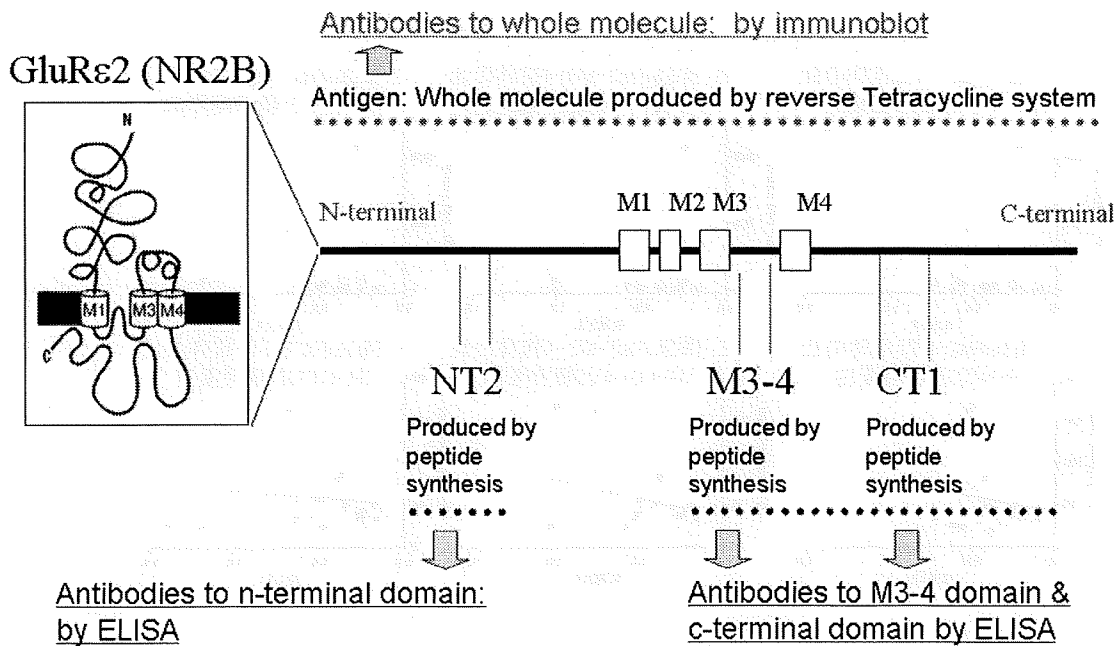 Antibodies to whole molecule: by immunoblot
GluRε2 (NR2B)
Antigen: Whole molecule produced by reverse Tetracycline system
N
M1
M3
M4
C
N-terminal
M1
M2
M3
M4
C-terminal
NT2
M3-4
CT1
Produced by
peptide
synthesis
Produced by
peptide
synthesis
Produced by
peptide
synthesis
Antibodies to n-terminal domain:
by ELISA
Antibodies to M3-4 domain &
c-terminal domain by ELISA